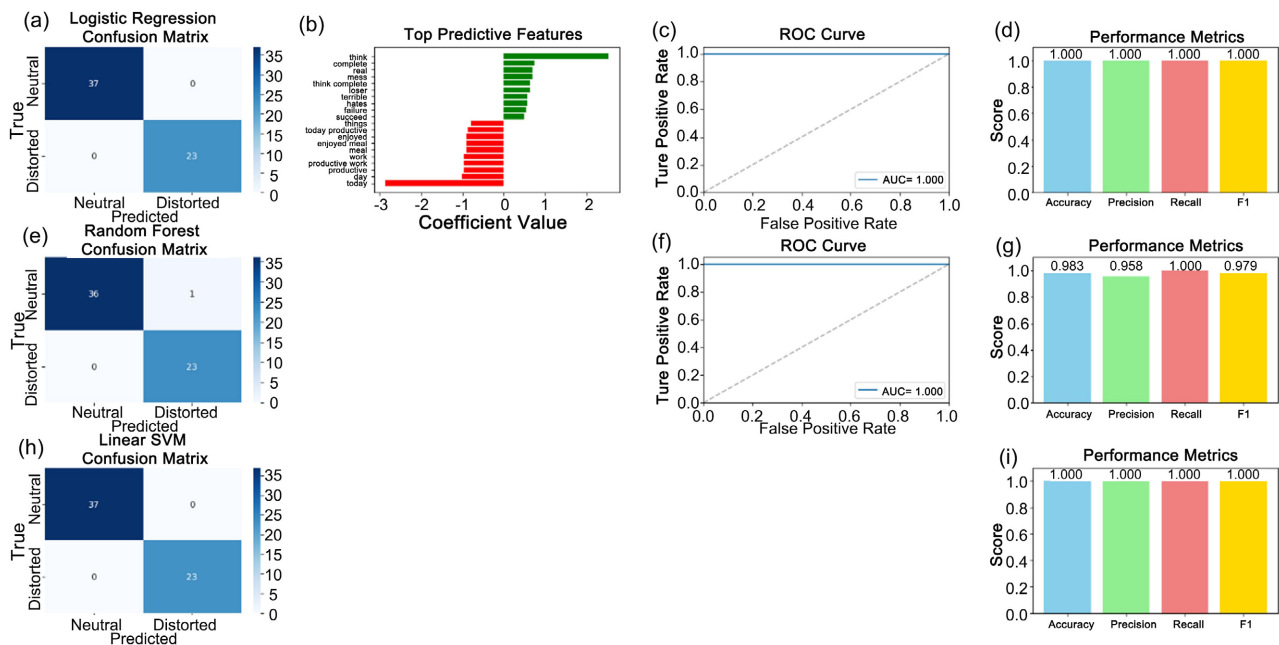 (a)
Logistic Regression
Confusion Matrix
True
Neutral
Distorted
37
0
0
23
Neutral
Distorted
Predicted
35
30
25
20
15
10
5
0
(b)
Top Predictive Features
think
complete
real
mess
think complete
loser
terrible
hates
failure
succeed
things
today productive
enjoyed
enjoyed meal
meal
work
productive work
productive
day
today
-3
-2
-1
0
1
2
Coefficient Value
(c)
ROC Curve
Ture Positive Rate
1.0
0.8
0.6
0.4
0.2
0.0
AUC= 1.000
0.0
0.2
0.4
0.6
0.8
1.0
False Positive Rate
(d)
Performance Metrics
Score
1.0
0.8
0.6
0.4
0.2
0.0
1.000
1.000
1.000
1.000
Accuracy
Precision
Recall
F1
(e)
Random Forest
Confusion Matrix
True
Neutral
Distorted
36
1
0
23
Neutral
Distorted
Predicted
35
30
25
20
15
10
5
0
(f)
ROC Curve
Ture Positive Rate
1.0
0.8
0.6
0.4
0.2
0.0
AUC= 1.000
0.0
0.2
0.4
0.6
0.8
1.0
False Positive Rate
(g)
Performance Metrics
Score
1.0
0.8
0.6
0.4
0.2
0.0
0.983
0.958
1.000
0.979
Accuracy
Precision
Recall
F1
(h)
Linear SVM
Confusion Matrix
True
Neutral
Distorted
37
0
0
23
Neutral
Distorted
Predicted
35
30
25
20
15
10
5
0
(i)
Performance Metrics
Score
1.0
0.8
0.6
0.4
0.2
0.0
1.000
1.000
1.000
1.000
Accuracy
Precision
Recall
F1